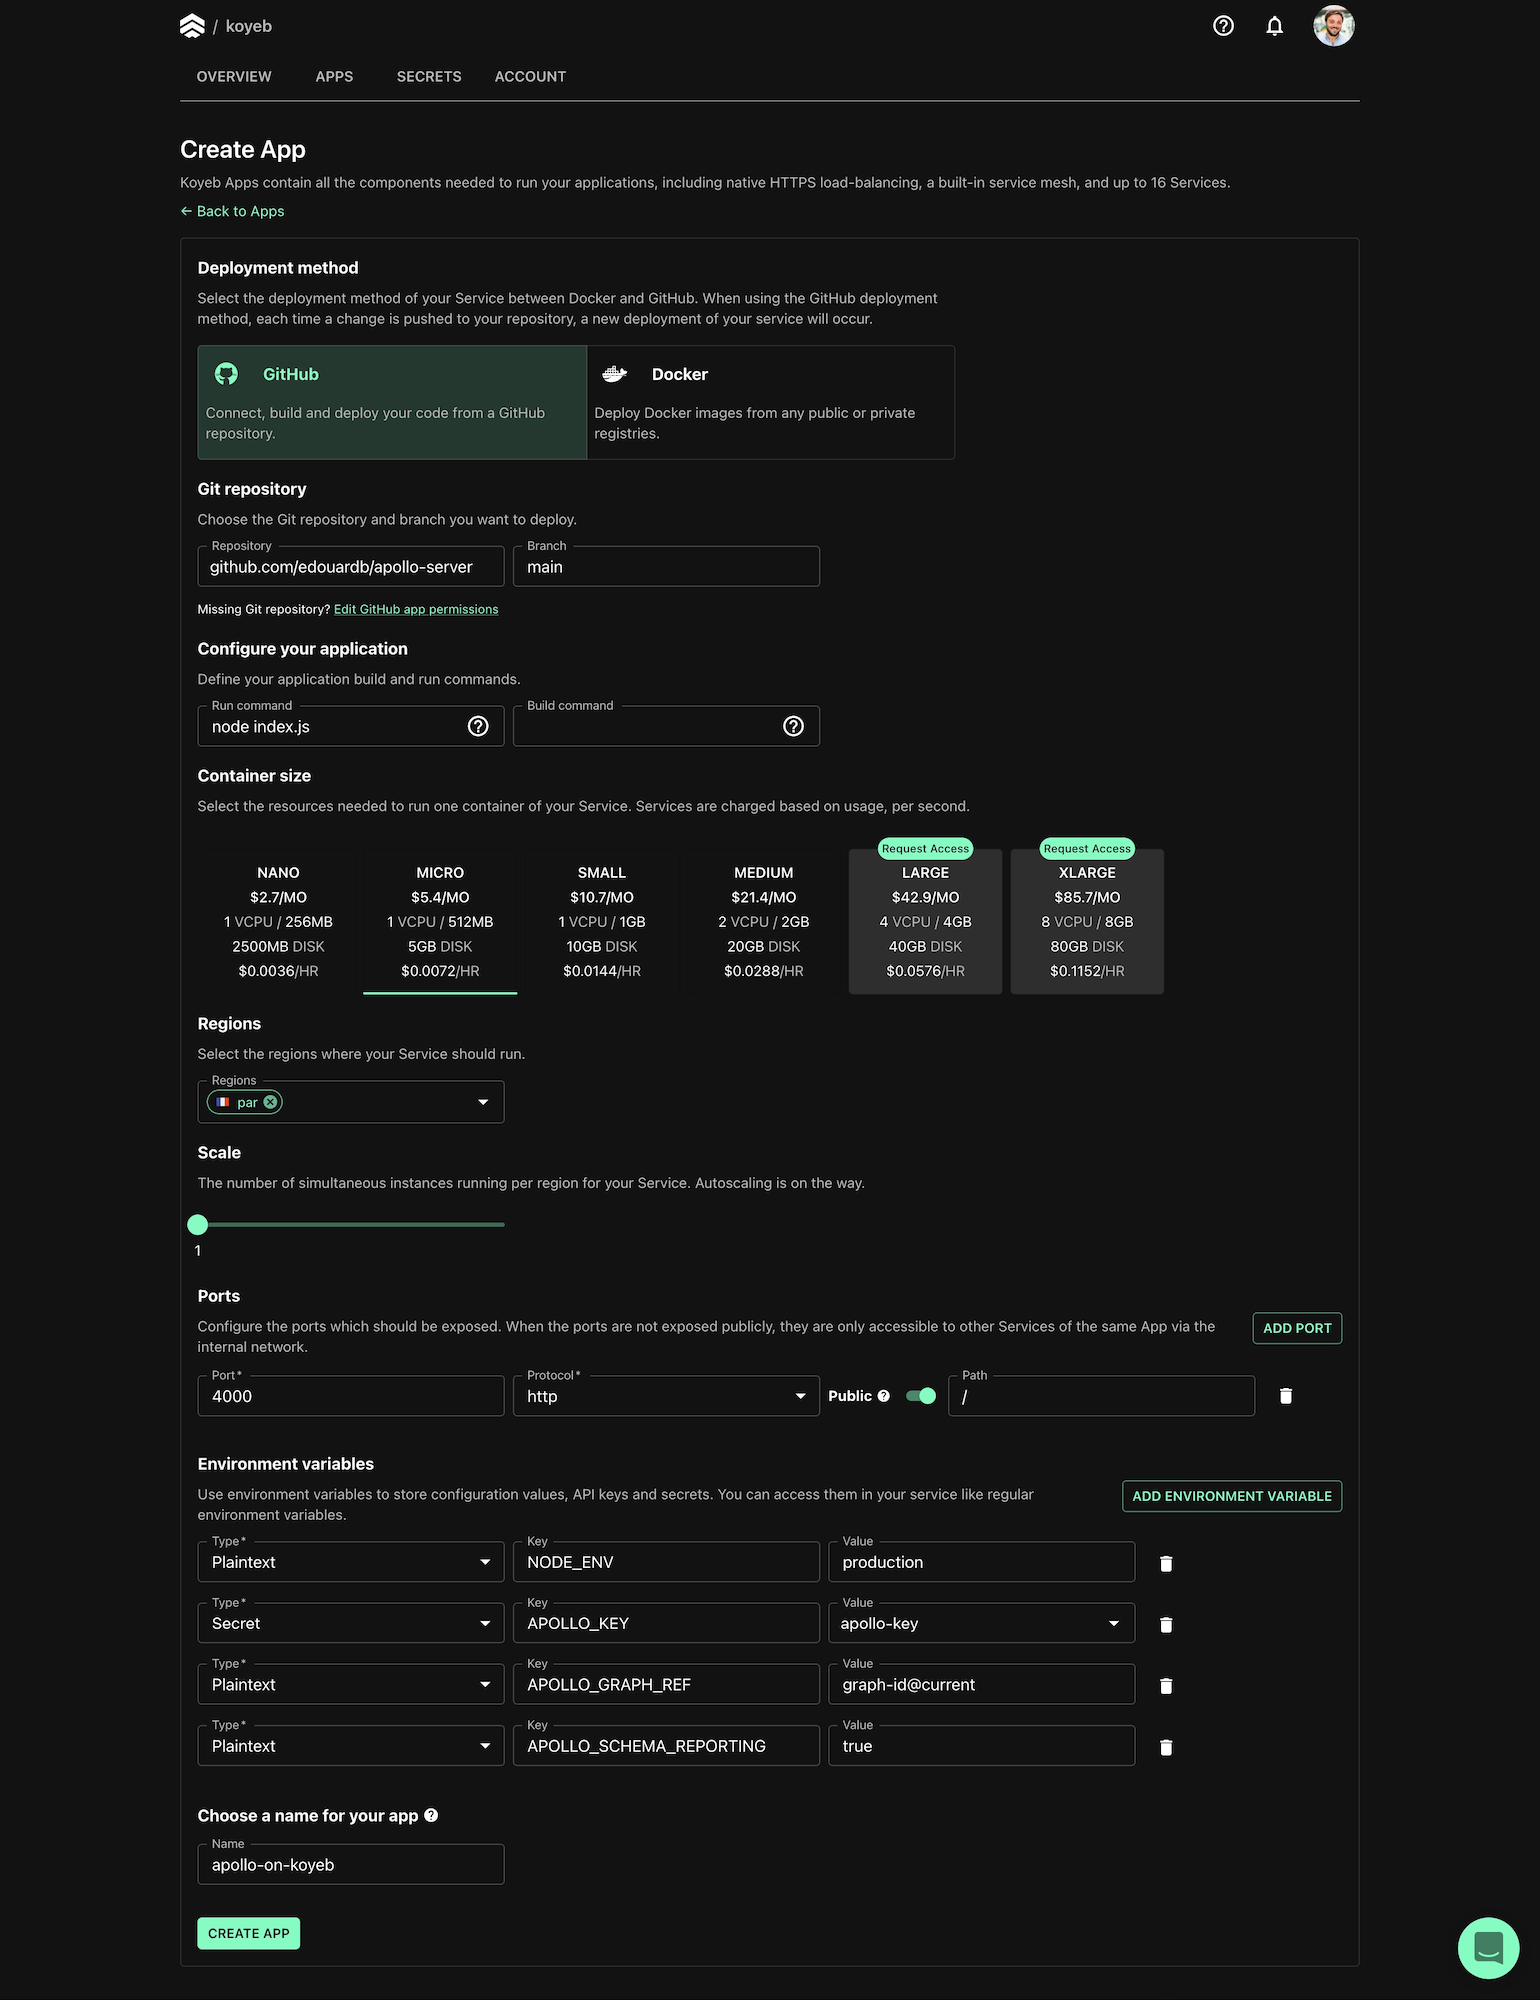 / koyeb
OVERVIEW APPS SECRETS ACCOUNT
Create App
Koyeb Apps contain all the components needed to run your applications, including native HTTPS load-balancing, a built-in service mesh, and up to 16 Services.
← Back to Apps
Deployment method
Select the deployment method of your Service between Docker and GitHub. When using the GitHub deployment
method, each time a change is pushed to your repository, a new deployment of your service will occur.
GitHub
Connect, build and deploy your code from a GitHub
repository.
Docker
Deploy Docker images from any public or private
registries.
Git repository
Choose the Git repository and branch you want to deploy.
Repository
github.com/edouardb/apollo-server
Branch
main
Missing Git repository? Edit GitHub app permissions
Configure your application
Define your application build and run commands.
Run command
node index.js
Build command
Container size
Select the resources needed to run one container of your Service. Services are charged based on usage, per second.
NANO
$2.7/MO
1 VCPU / 256MB
2500MB DISK
$0.0036/HR
MICRO
$5.4/MO
1 VCPU / 512MB
5GB DISK
$0.0072/HR
SMALL
$10.7/MO
1 VCPU / 1GB
10GB DISK
$0.0144/HR
MEDIUM
$21.4/MO
2 VCPU / 2GB
20GB DISK
$0.0288/HR
Request Access
LARGE
$42.9/MO
4 VCPU / 4GB
40GB DISK
$0.0576/HR
Request Access
XLARGE
$85.7/MO
8 VCPU / 8GB
80GB DISK
$0.1152/HR
Regions
Select the regions where your Service should run.
Regions
par
Scale
The number of simultaneous instances running per region for your Service. Autoscaling is on the way.
1
Ports
Configure the ports which should be exposed. When the ports are not exposed publicly, they are only accessible to other Services of the same App via the
internal network.
ADD PORT
Port*
4000
Protocol*
http
Public
Path
/
Environment variables
Use environment variables to store configuration values, API keys and secrets. You can access them in your service like regular
environment variables.
ADD ENVIRONMENT VARIABLE
Type*
Plaintext
Key
NODE_ENV
Value
production
Type*
Secret
Key
APOLLO_KEY
Value
apollo-key
Type*
Plaintext
Key
APOLLO_GRAPH_REF
Value
graph-id@current
Type*
Plaintext
Key
APOLLO_SCHEMA_REPORTING
Value
true
Choose a name for your app
Name
apollo-on-koyeb
CREATE APP